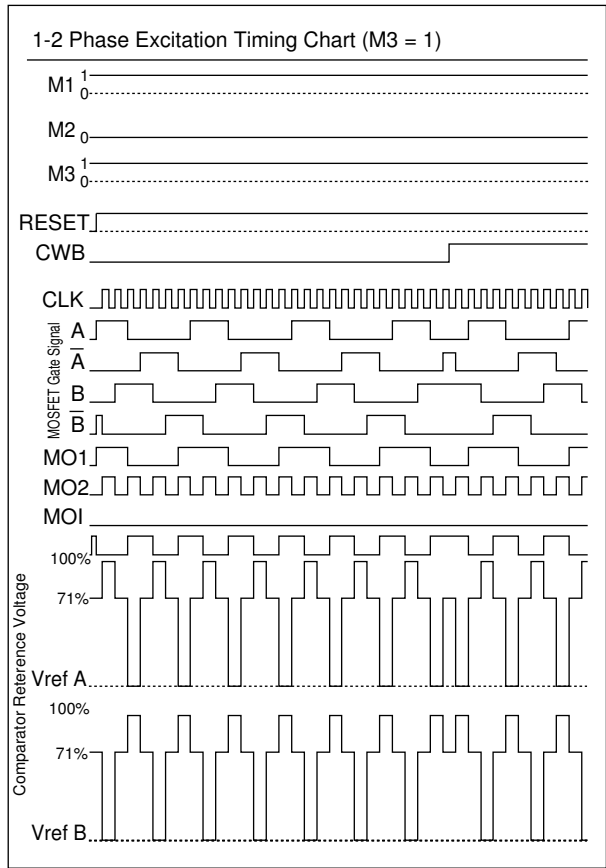 1-2 Phase Excitation Timing Chart (M3 = 1)
M1 1
0
M2 0
M3 1
0
RESET
CWB
CLK
MOSFET Gate Signal
A
A̅
B
B̅
MO1
MO2
MOI
Comparator Reference Voltage
100%
71%
Vref A
100%
71%
Vref B